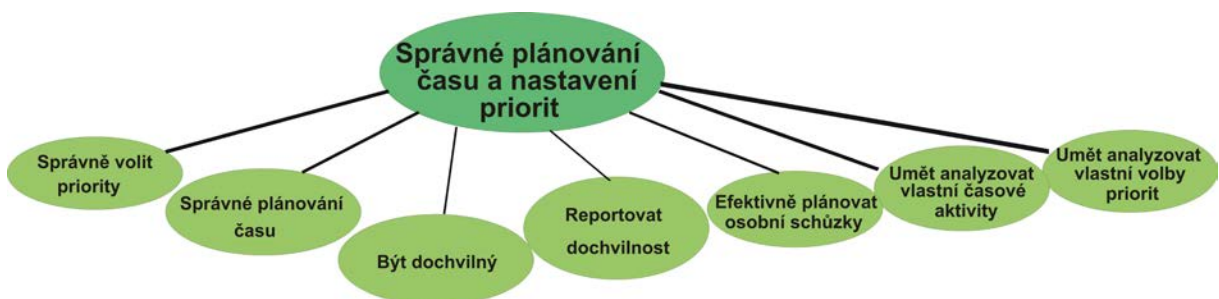 Správné plánování
času a nastavení
priorit
Správně volit
priority
Správné plánování
času
Být dochvilný
Reportovat
dochvilnost
Efektivně plánovat
osobní schůzky
Umět analyzovat
vlastní časové
aktivity
Umět analyzovat
vlastní volby
priorit